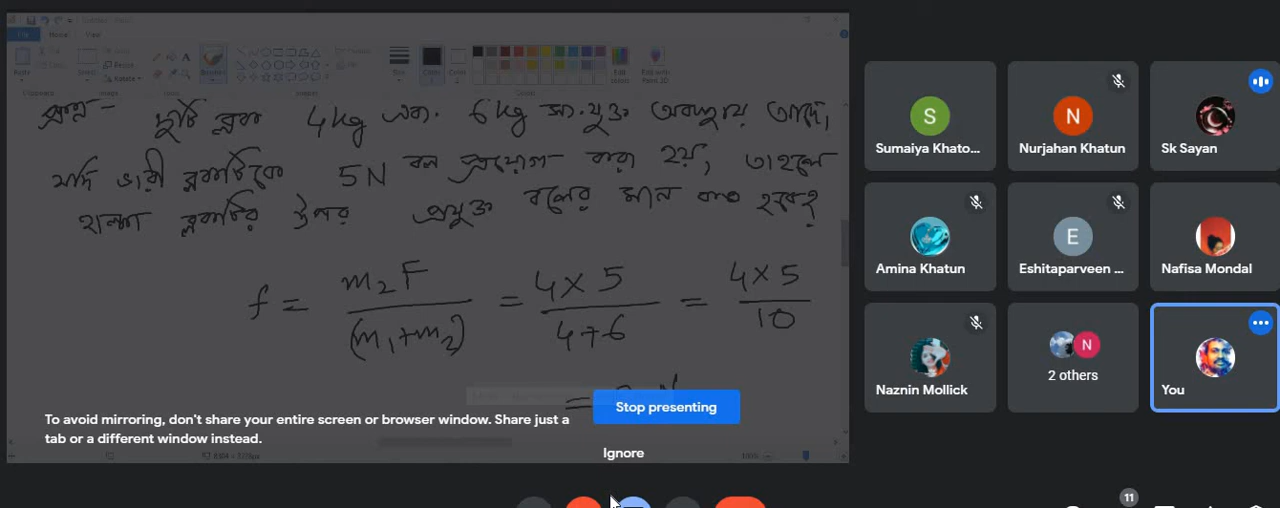 File Home View
প্রশ্ন- দুটি ব্লক 4kg এবং 6kg সংযুক্ত অবস্থায় আছে,
যদি ভারী ব্লকটিকে 5N বল প্রয়োগ করা হয়, তাহলে
হাল্কা ব্লকটির উপর প্রযুক্ত বলের মান কত হবে?
f = m₂F / (m₁+m₂) = 4×5 / 4+6 = 4×5 / 10
=
To avoid mirroring, don't share your entire screen or browser window. Share just a
tab or a different window instead.
Stop presenting
Ignore
S
Sumaiya Khato...
N
Nurjahan Khatun
Sk Sayan
Amina Khatun
E
Eshitaparveen ...
Nafisa Mondal
Naznin Mollick
N
2 others
You
11